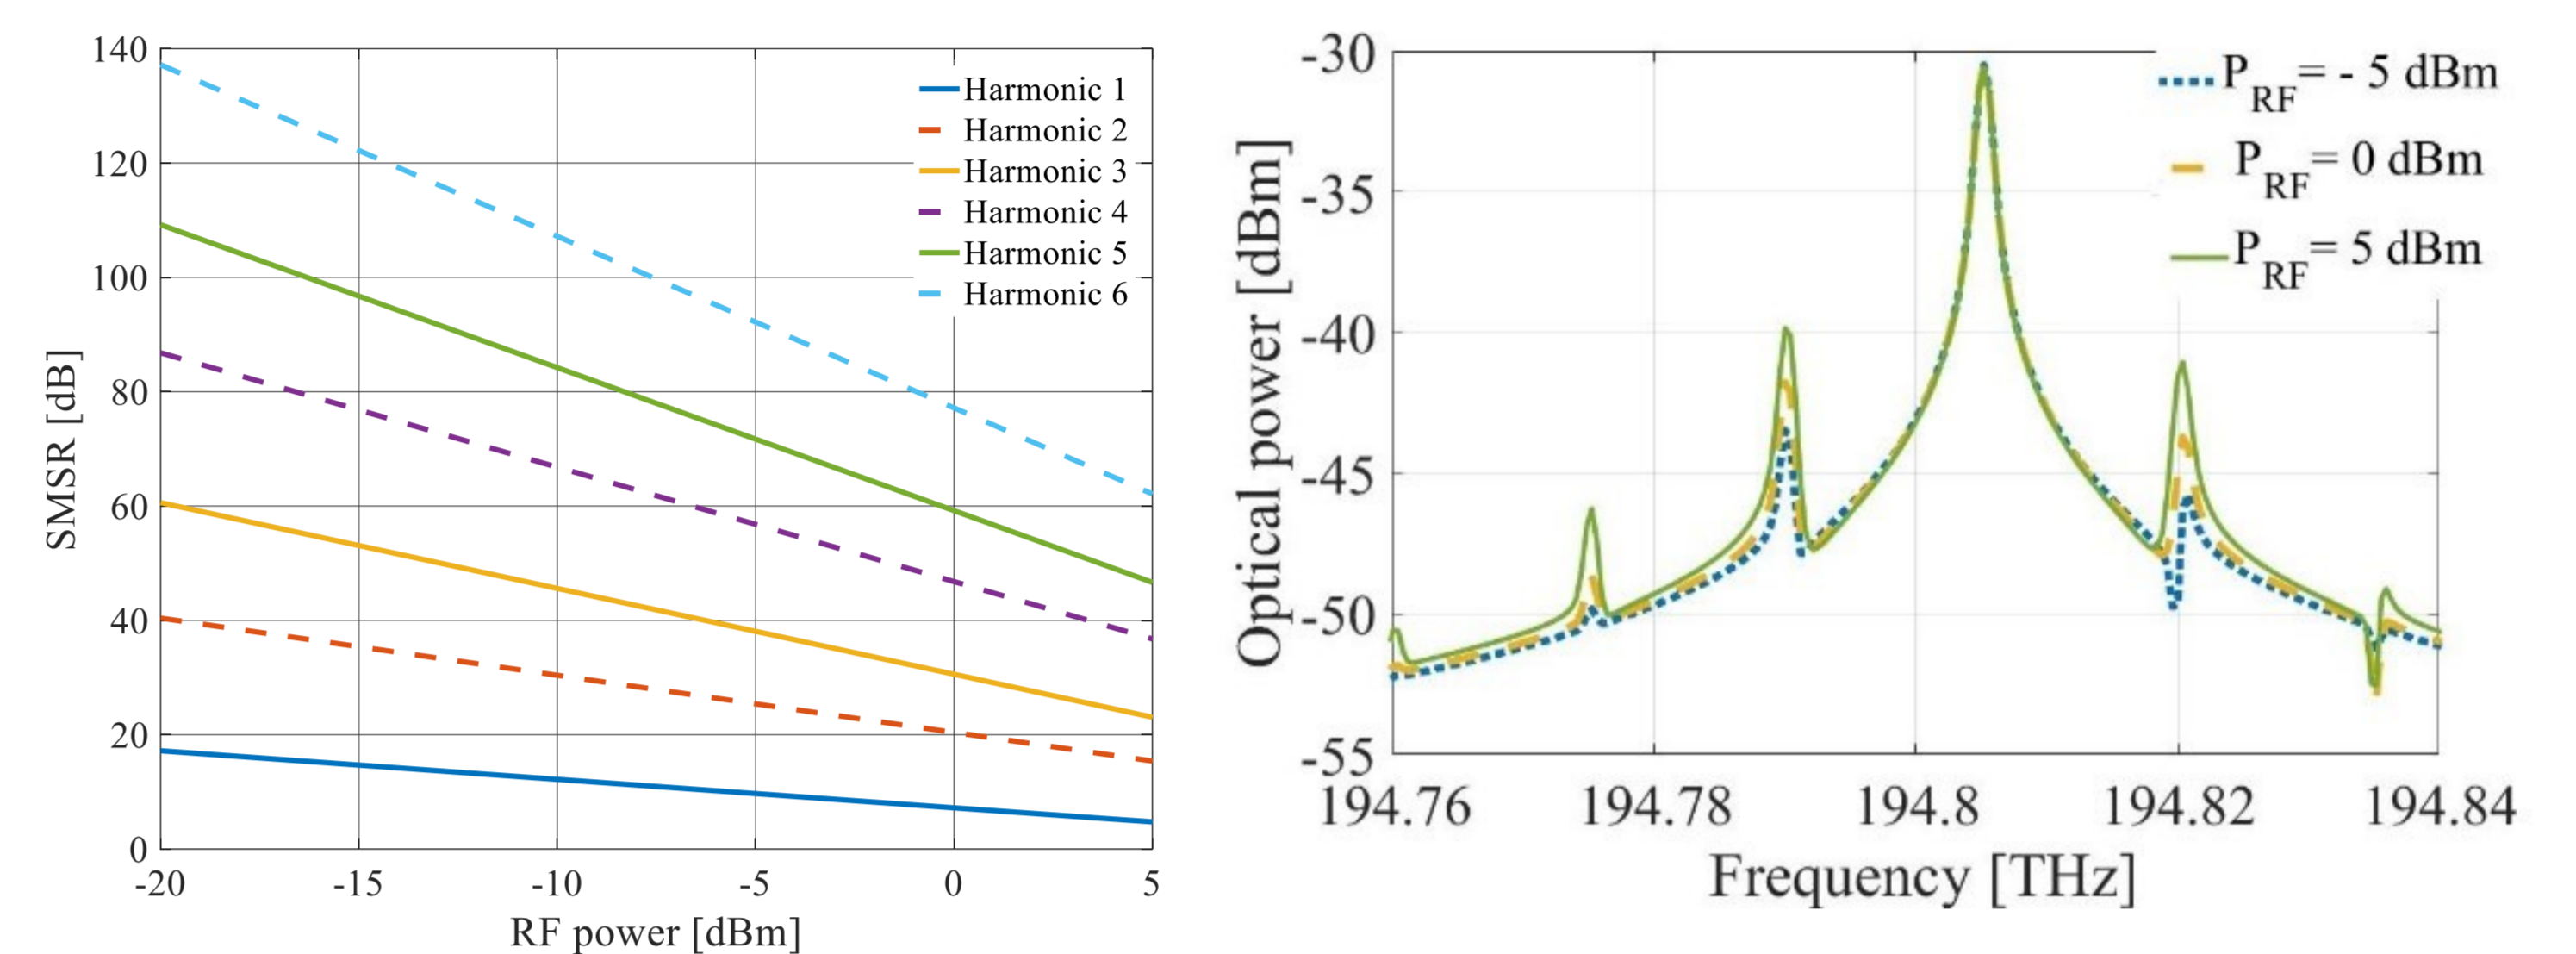 140
120
100
80
60
40
20
0
SMSR [dB]
-20 -15 -10 -5 0 5
RF power [dBm]
Harmonic 1
Harmonic 2
Harmonic 3
Harmonic 4
Harmonic 5
Harmonic 6
-30
-35
-40
-45
-50
-55
Optical power [dBm]
194.76 194.78 194.8 194.82 194.84
Frequency [THz]
PRF= - 5 dBm
PRF= 0 dBm
PRF= 5 dBm